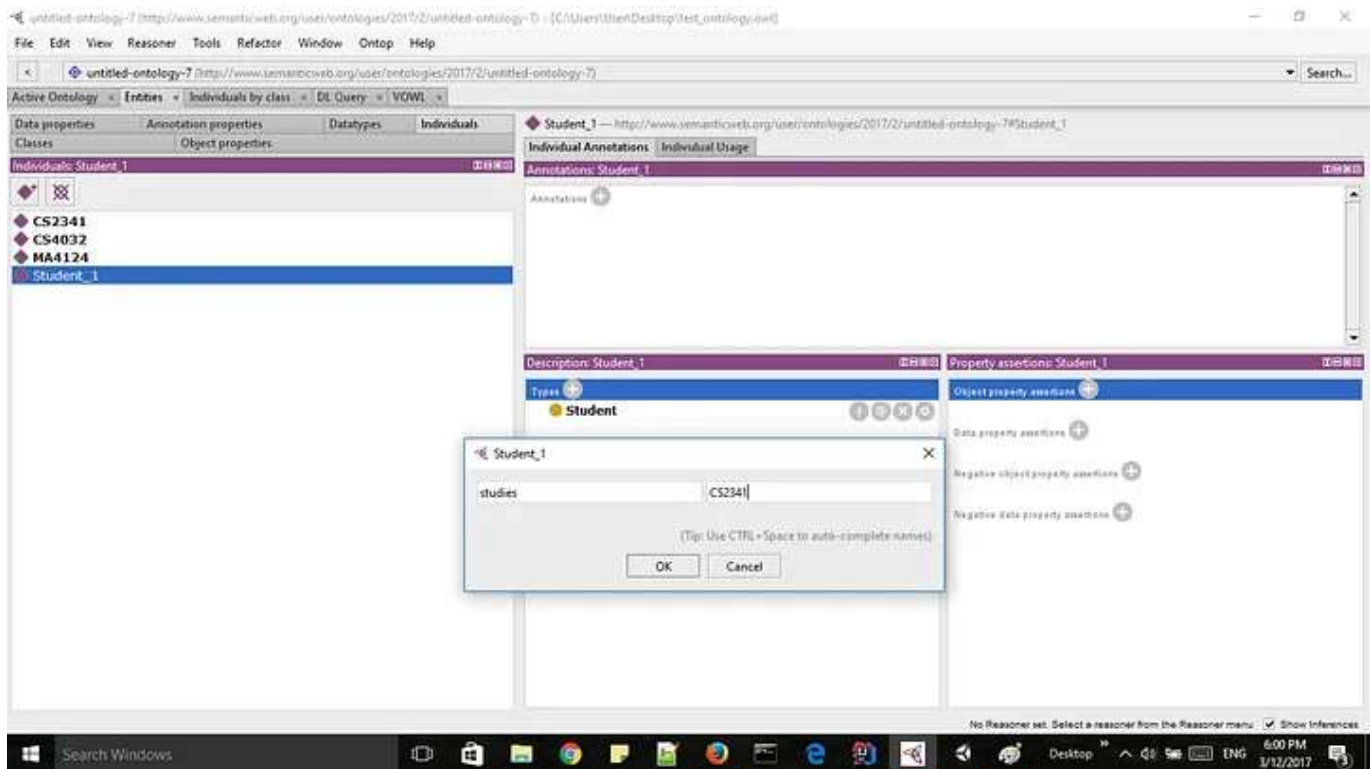 untitled-ontology-7 (http://www.semanticweb.org/user/ontologies/2017/2/untitled-ontology-7) : [C:\Users\User\Desktop\test_ontology.owl]
File Edit View Reasoner Tools Refactor Window Ontop Help
< untitled-ontology-7 (http://www.semanticweb.org/user/ontologies/2017/2/untitled-ontology-7) Search...
Active Ontology × Entities × Individuals by class × DL Query × VOWL ×
Data properties Annotation properties Datatypes Individuals
Classes Object properties
Individuals: Student_1
CS2341
CS4032
MA4124
Student_1
Student_1 — http://www.semanticweb.org/user/ontologies/2017/2/untitled-ontology-7#Student_1
Individual Annotations Individual Usage
Annotations: Student_1
Annotations
Description: Student_1
Types
Student
Property assertions: Student_1
Object property assertions
Data property assertions
Negative object property assertions
Negative data property assertions
Student_1
studies CS2341
(Tip: Use CTRL+Space to auto-complete names)
OK Cancel
No Reasoner set. Select a reasoner from the Reasoner menu Show Inferences
Search Windows
Desktop ENG 6:00 PM
3/12/2017